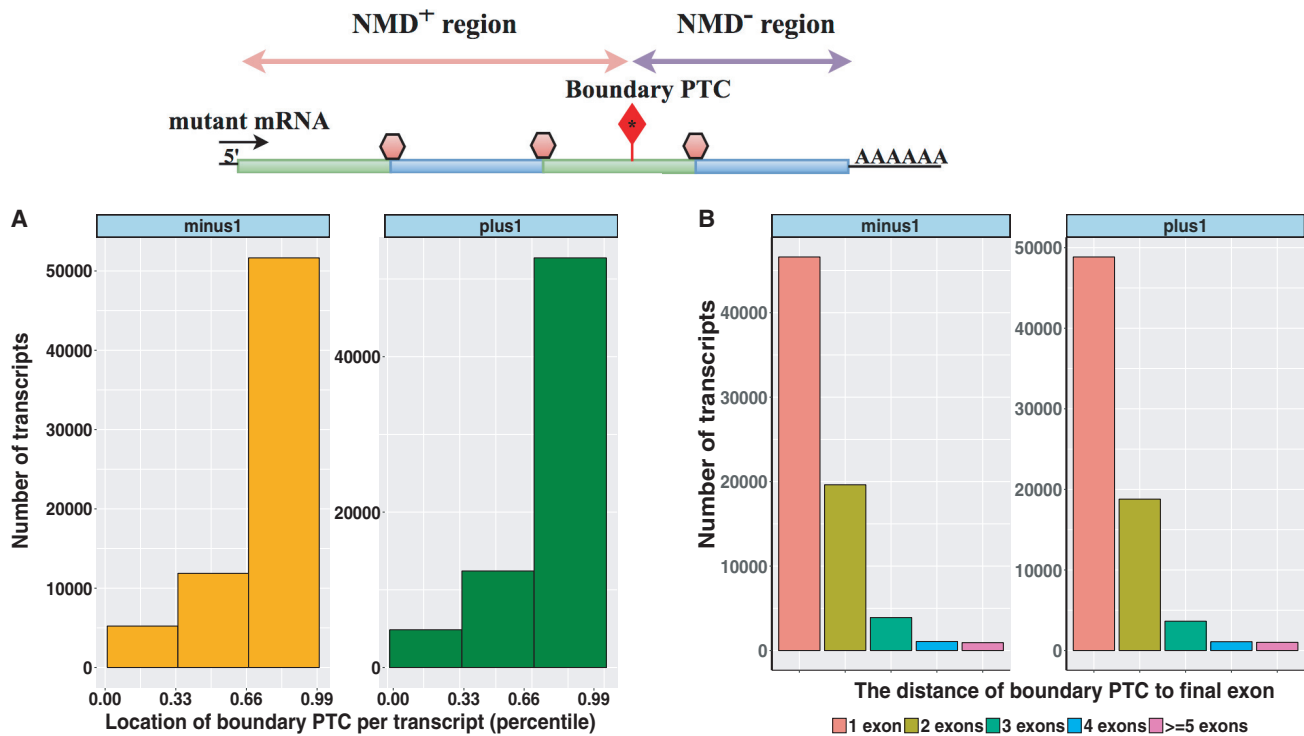 NMD+ region
NMD- region
Boundary PTC
*
mutant mRNA
5'
AAAAAA
A
minus1
plus1
Number of transcripts
50000
40000
30000
20000
10000
0
40000
20000
0
0.00 0.33 0.66 0.99
0.00 0.33 0.66 0.99
Location of boundary PTC per transcript (percentile)
B
minus1
plus1
Number of transcripts
40000
30000
20000
10000
0
50000
40000
30000
20000
10000
0
The distance of boundary PTC to final exon
1 exon 2 exons 3 exons 4 exons >=5 exons